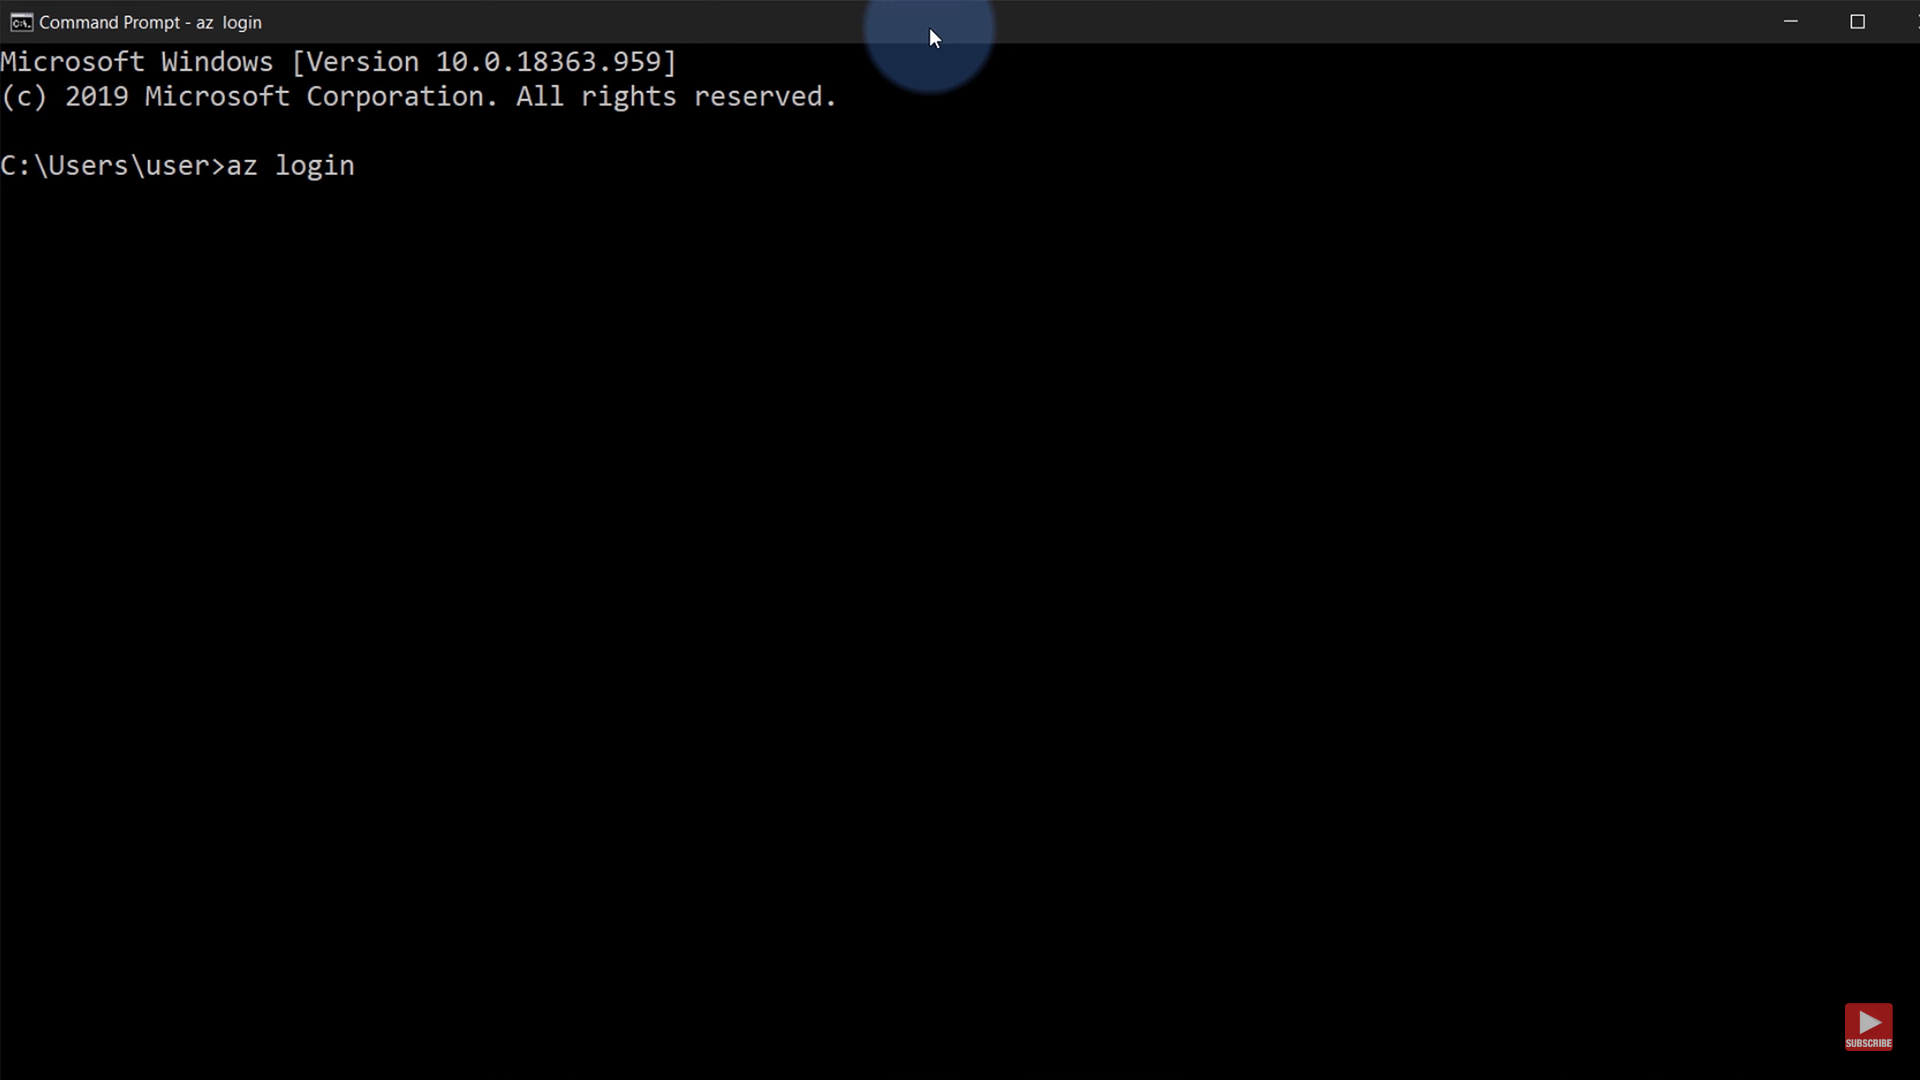 Command Prompt - az  login
Microsoft Windows [Version 10.0.18363.959]
(c) 2019 Microsoft Corporation. All rights reserved.
C:\Users\user>az login
SUBSCRIBE